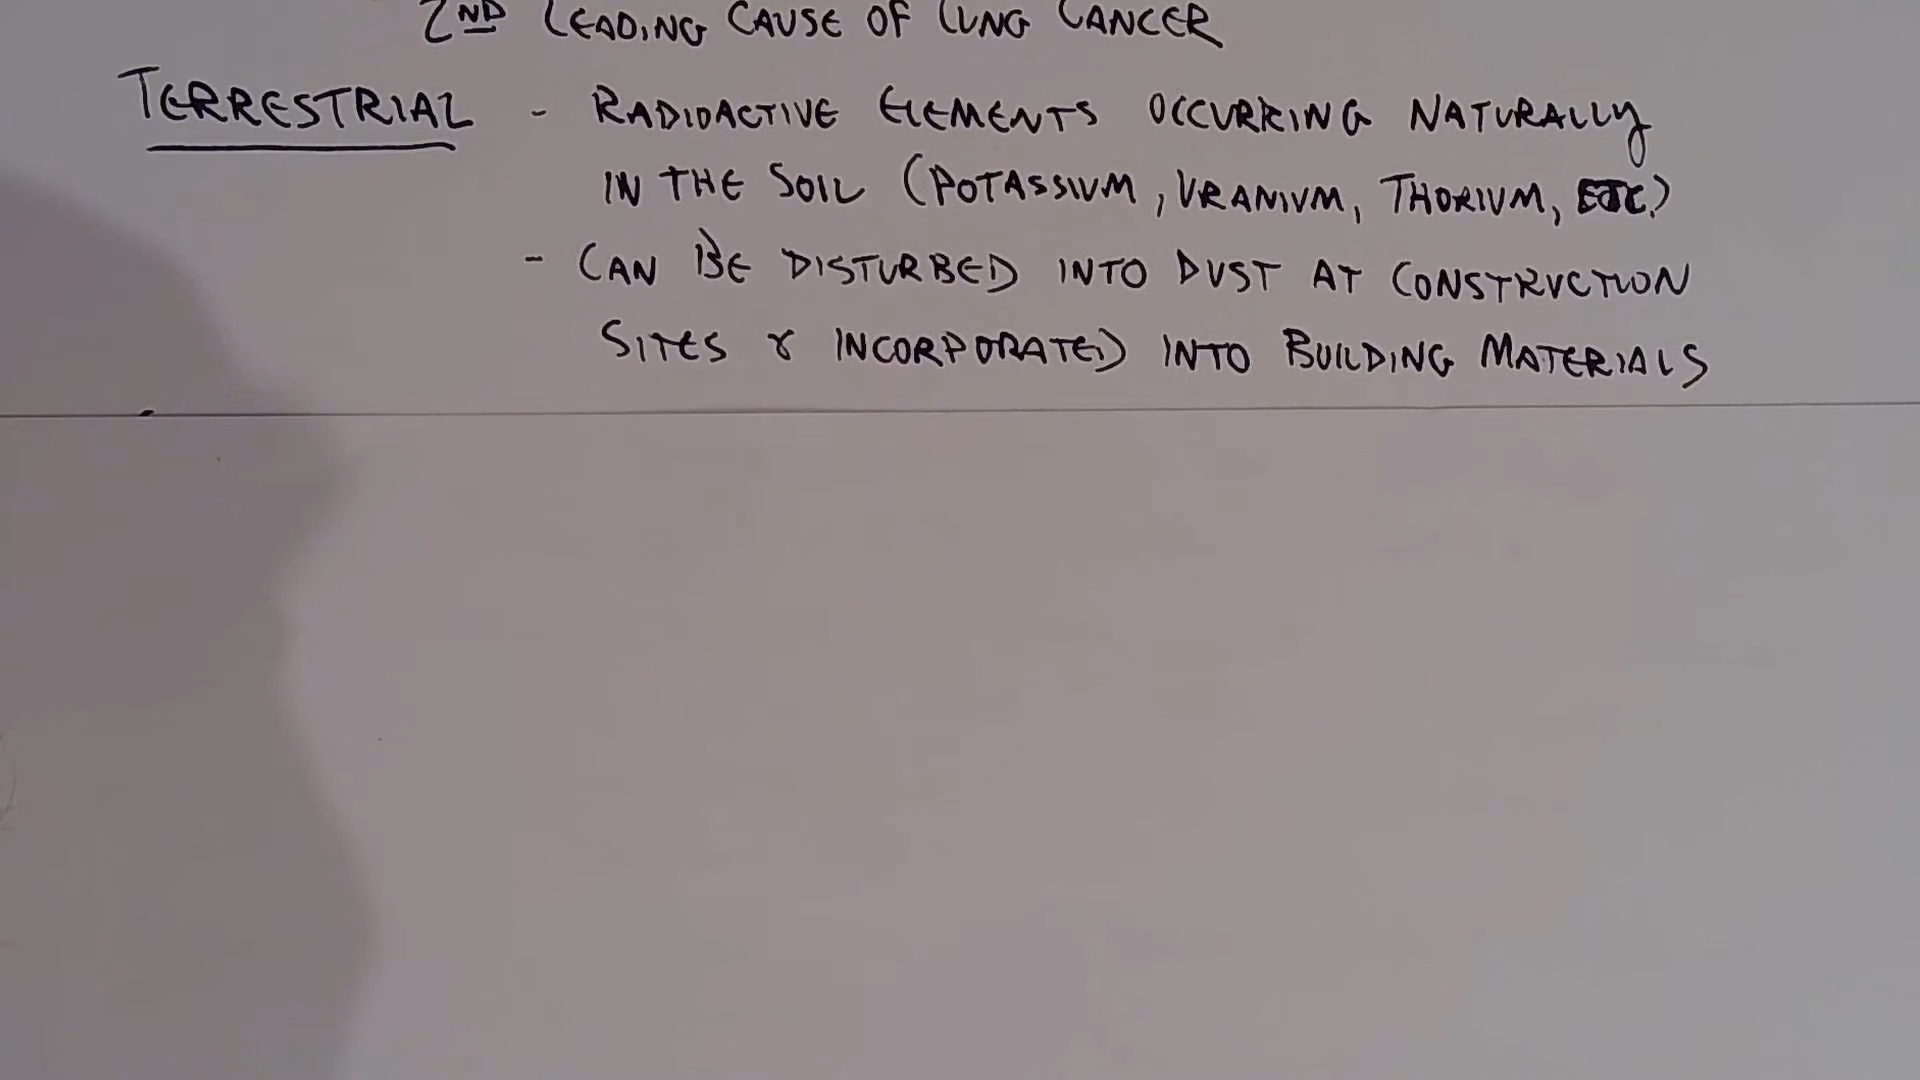 2ND LEADING CAUSE OF LUNG CANCER
TERRESTRIAL - RADIOACTIVE ELEMENTS OCCURRING NATURALLY
IN THE SOIL (POTASSIUM, URANIUM, THORIUM, ETC.)
- CAN BE DISTURBED INTO DUST AT CONSTRUCTION
SITES & INCORPORATED INTO BUILDING MATERIALS